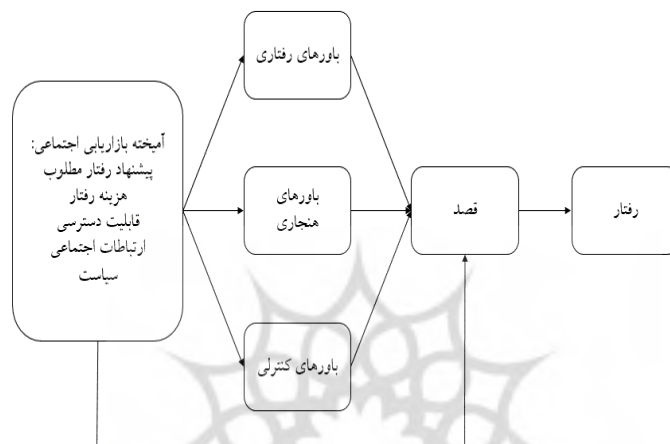 باورهای رفتاری
آمیخته بازاریابی اجتماعی:
پیشنهاد رفتار مطلوب
هزینه رفتار
قابلیت دسترسی
ارتباطات اجتماعی
سیاست
باورهای
هنجاری
قصد
رفتار
باورهای کنترلی